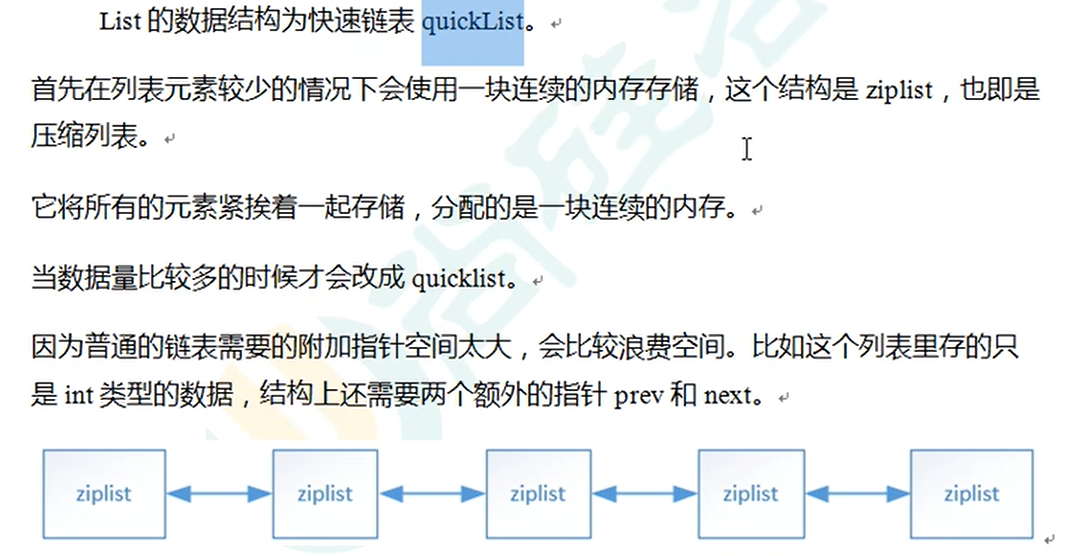 List 的数据结构为快速链表 quickList。
首先在列表元素较少的情况下会使用一块连续的内存存储，这个结构是 ziplist，也即是
压缩列表。
它将所有的元素紧挨着一起存储，分配的是一块连续的内存。
当数据量比较多的时候才会改成 quicklist。
因为普通的链表需要的附加指针空间太大，会比较浪费空间。比如这个列表里存的只
是 int 类型的数据，结构上还需要两个额外的指针 prev 和 next。
ziplist ziplist ziplist ziplist ziplist